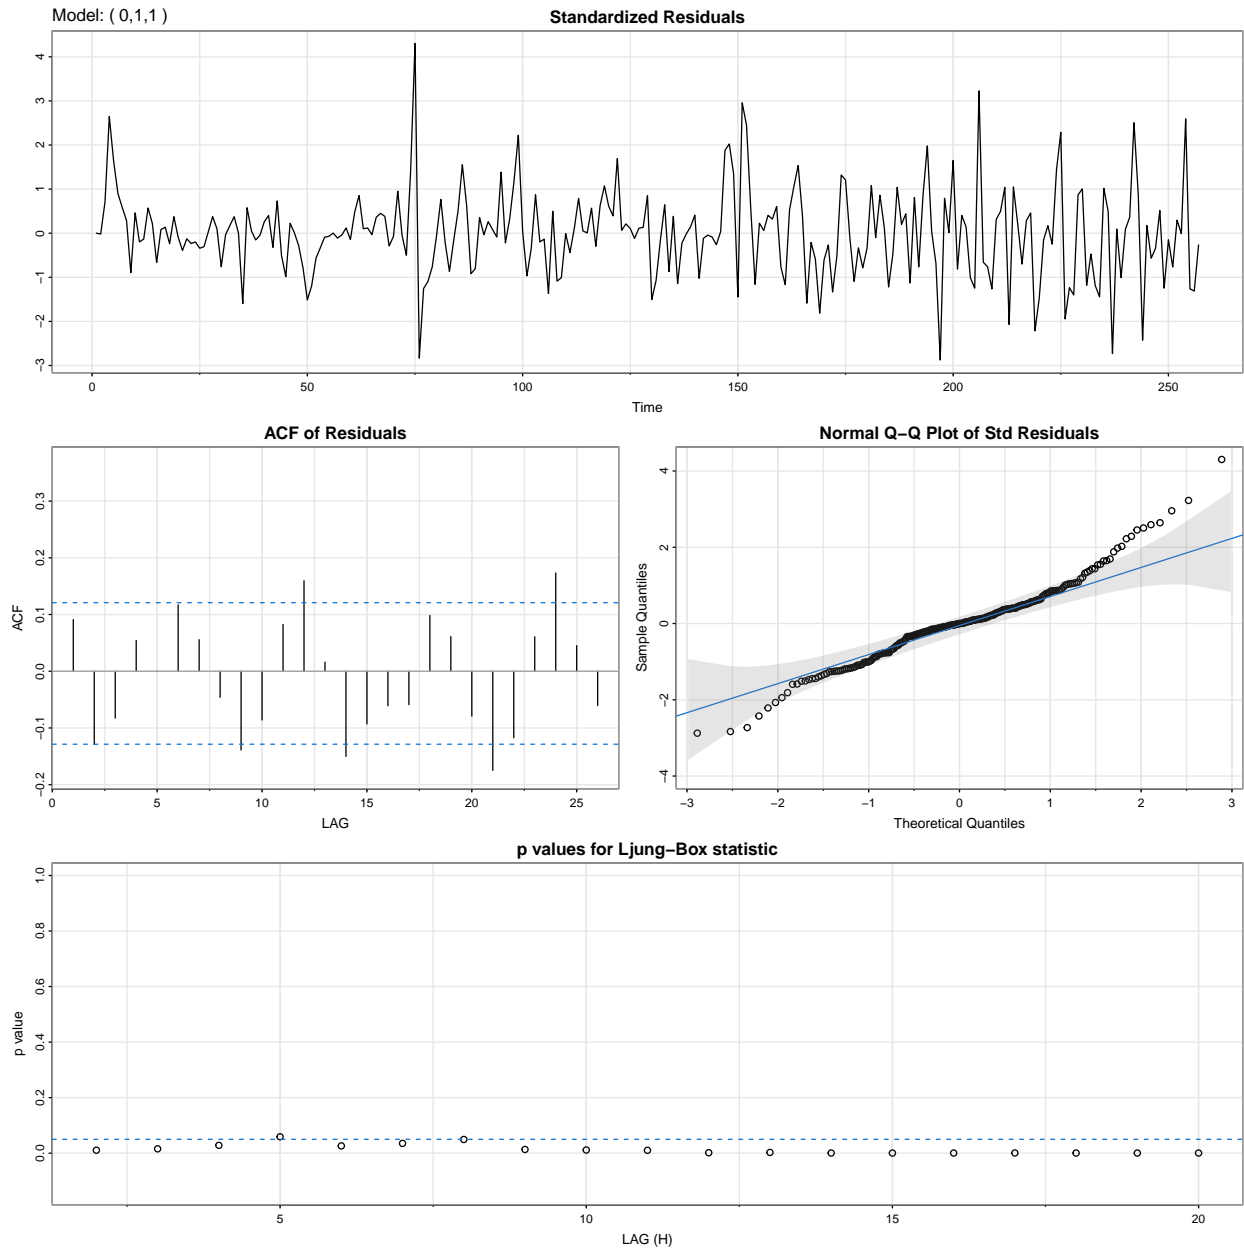 Model: ( 0,1,1 )
Standardized Residuals
4
3
2
1
0
−1
−2
−3
0 50 100 150 200 250
Time
ACF of Residuals
ACF
0.3
0.2
0.1
0.0
−0.1
−0.2
0 5 10 15 20 25
LAG
Normal Q−Q Plot of Std Residuals
Sample Quantiles
4
2
0
−2
−4
−3 −2 −1 0 1 2 3
Theoretical Quantiles
p values for Ljung−Box statistic
p value
1.0
0.8
0.6
0.4
0.2
0.0
5 10 15 20
LAG (H)